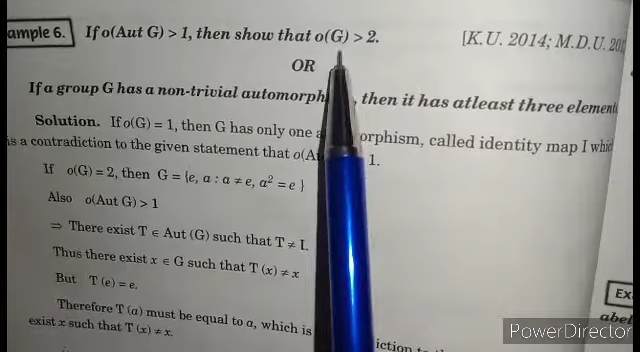 ample 6. If o(Aut G) > 1, then show that o(G) > 2. [K.U. 2014; M.D.U. 20
OR
If a group G has a non-trivial automorph , then it has atleast three element
Solution. If o(G) = 1, then G has only one a orphism, called identity map I whic
is a contradiction to the given statement that o(A 1.
If o(G) = 2, then G = {e, a : a ≠ e, a² = e }
Also o(Aut G) > 1
⇒ There exist T ∈ Aut (G) such that T ≠ I.
Thus there exist x ∈ G such that T (x) ≠ x
But T (e) = e.
Therefore T (a) must be equal to a, which is iction to
exist x such that T (x) ≠ x.
Ex
abel
PowerDirector